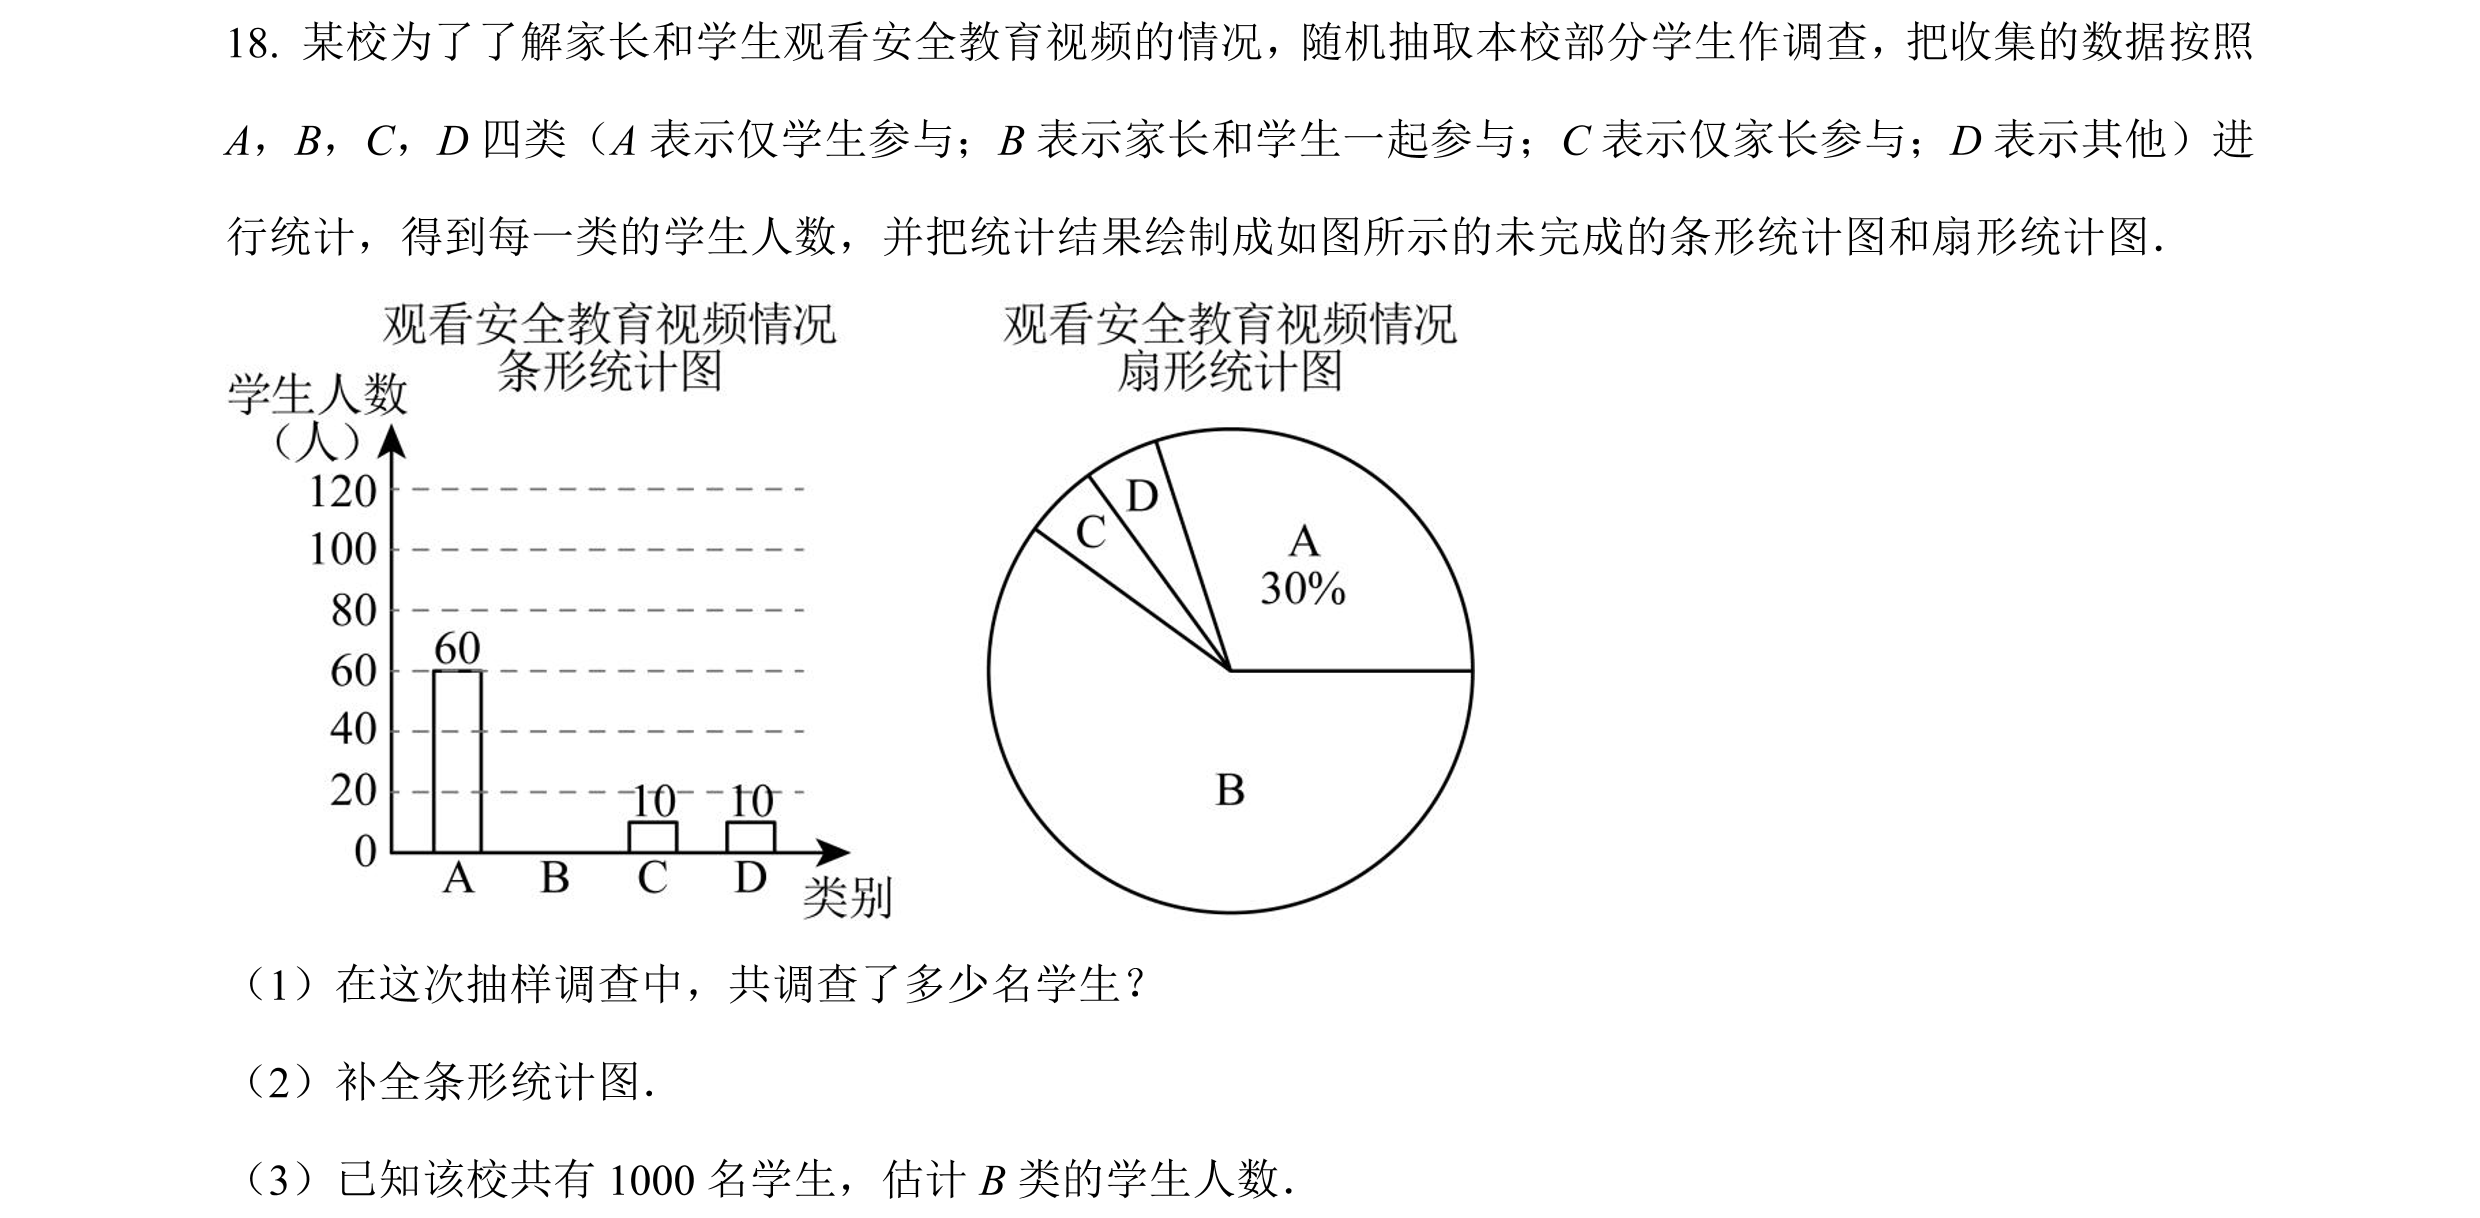 18. 某校为了了解家长和学生观看安全教育视频的情况，随机抽取本校部分学生作调查，把收集的数据按照
A，B，C，D 四类（A 表示仅学生参与；B 表示家长和学生一起参与；C 表示仅家长参与；D 表示其他）进
行统计，得到每一类的学生人数，并把统计结果绘制成如图所示的未完成的条形统计图和扇形统计图．
观看安全教育视频情况
条形统计图
学生人数
（人）
120
100
80
60
40
20
0
60
10
10
A
B
C
D
类别
观看安全教育视频情况
扇形统计图
D
C
A
30%
B
（1）在这次抽样调查中，共调查了多少名学生？
（2）补全条形统计图．
（3）已知该校共有 1000 名学生，估计 B 类的学生人数．